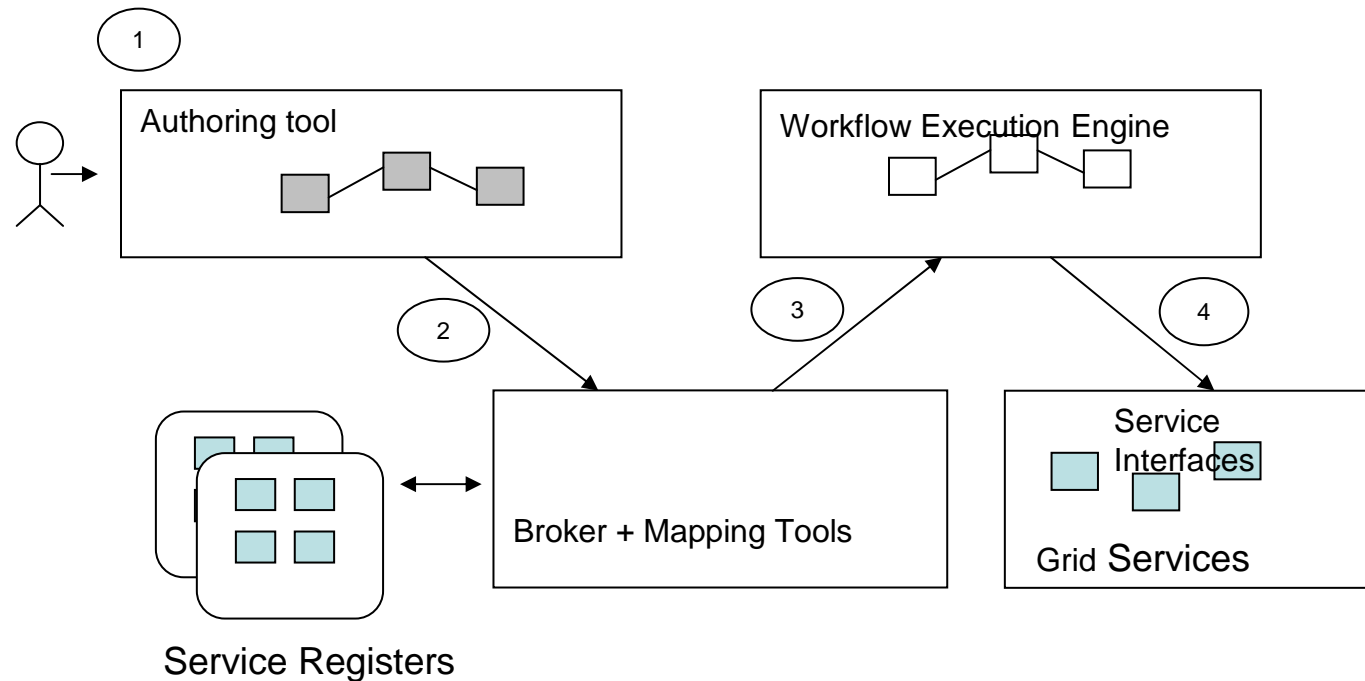 1
Authoring tool
Workflow Execution Engine
2
3
4
Service
Interfaces
Broker + Mapping Tools
Grid Services
Service Registers